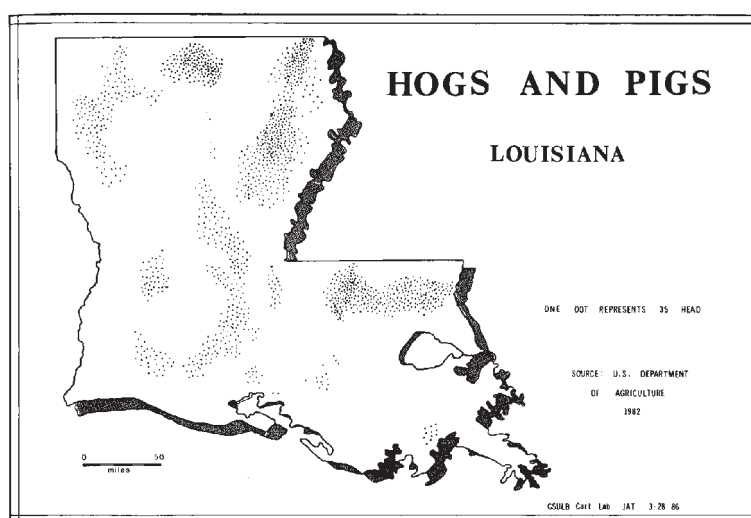 HOGS AND PIGS
LOUISIANA
ONE DOT REPRESENTS 35 HEAD
SOURCE: U.S. DEPARTMENT
OF AGRICULTURE
1982
0 50
miles
CSULB Cart Lab JAT 3-28 86